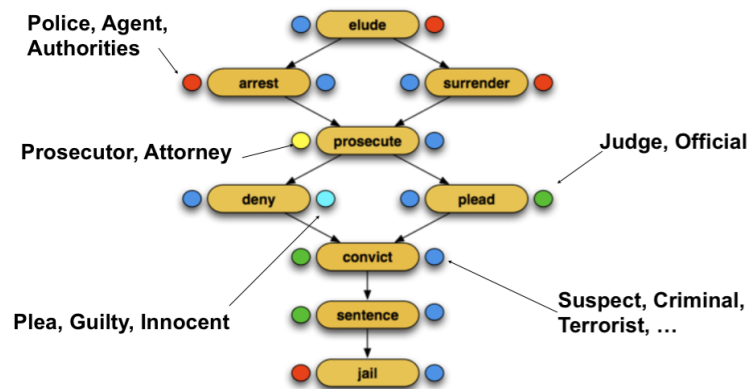 Police, Agent,
Authorities
elude
arrest
surrender
prosecute
Prosecutor, Attorney
Judge, Official
deny
plead
convict
Plea, Guilty, Innocent
sentence
Suspect, Criminal,
Terrorist, …
jail